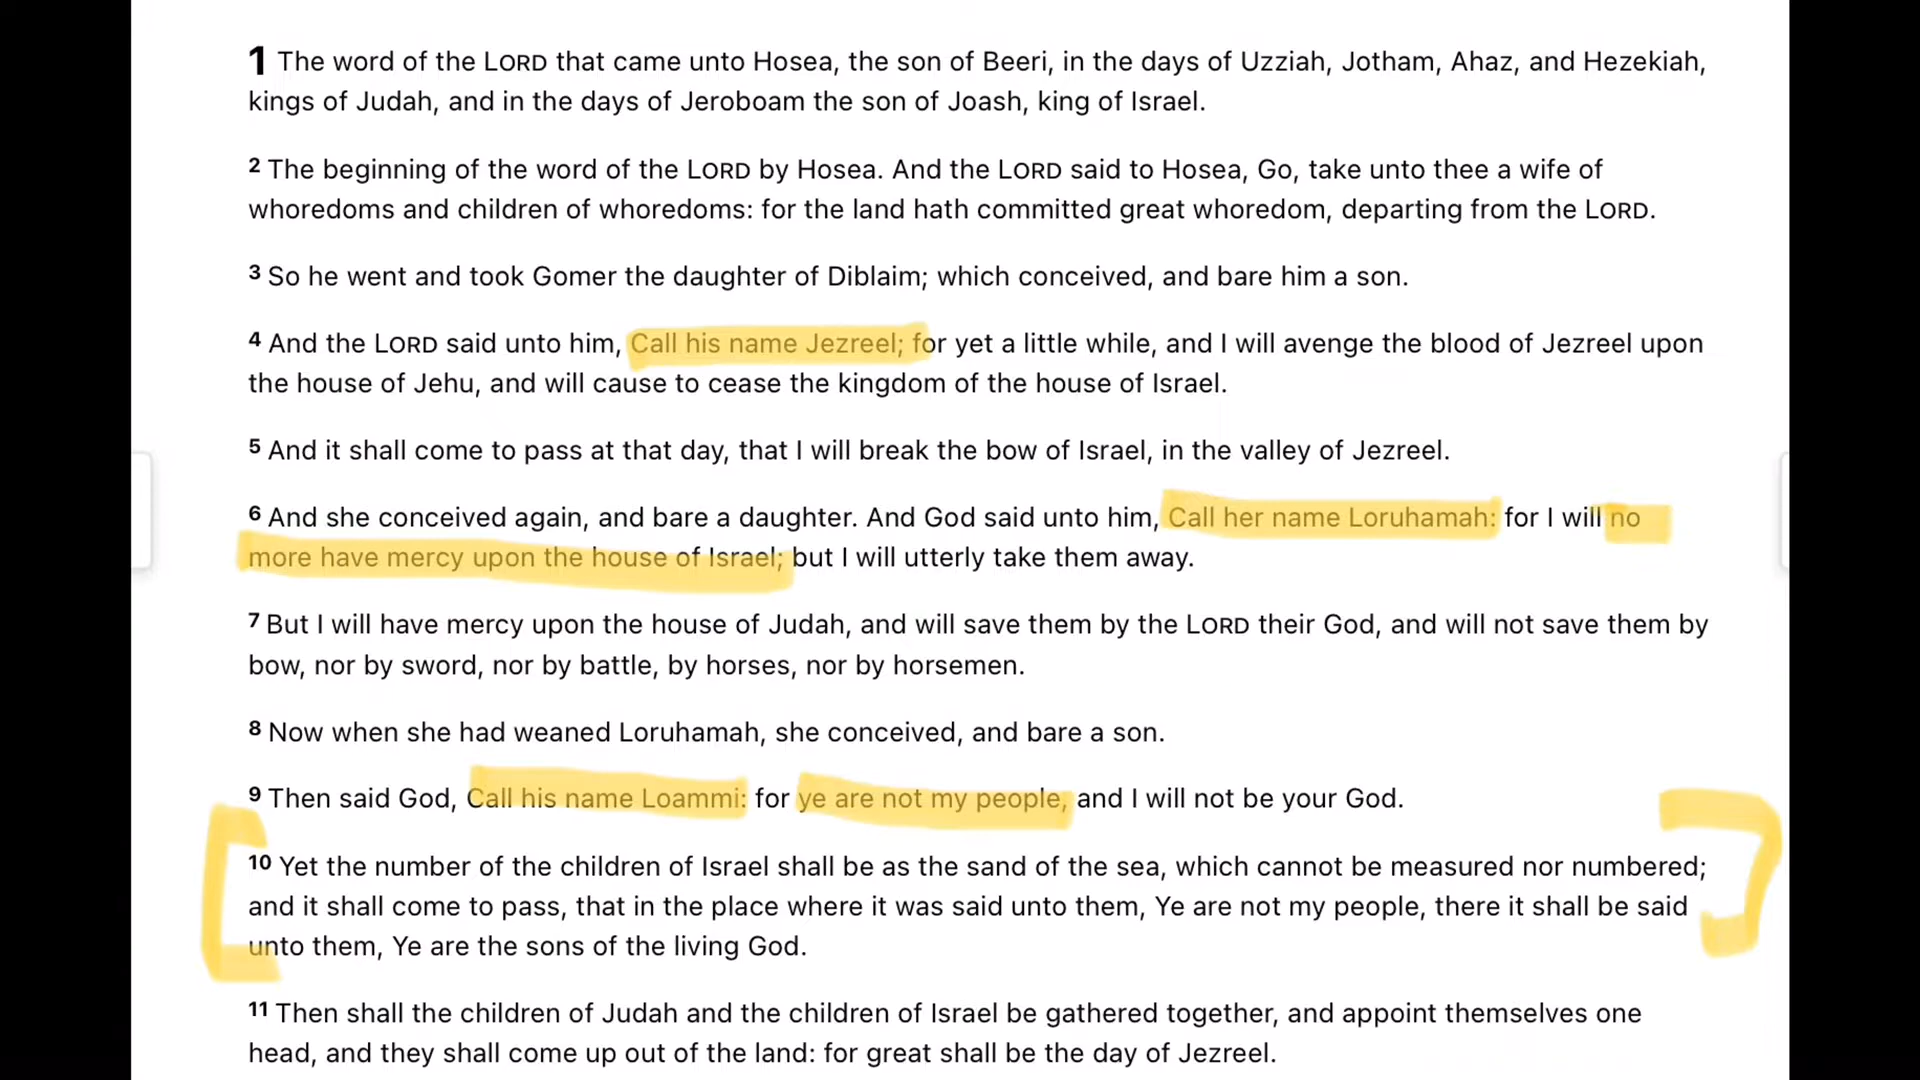 1 The word of the LORD that came unto Hosea, the son of Beeri, in the days of Uzziah, Jotham, Ahaz, and Hezekiah,
kings of Judah, and in the days of Jeroboam the son of Joash, king of Israel.
2 The beginning of the word of the LORD by Hosea. And the LORD said to Hosea, Go, take unto thee a wife of
whoredoms and children of whoredoms: for the land hath committed great whoredom, departing from the LORD.
3 So he went and took Gomer the daughter of Diblaim; which conceived, and bare him a son.
4 And the LORD said unto him, Call his name Jezreel; for yet a little while, and I will avenge the blood of Jezreel upon
the house of Jehu, and will cause to cease the kingdom of the house of Israel.
5 And it shall come to pass at that day, that I will break the bow of Israel, in the valley of Jezreel.
6 And she conceived again, and bare a daughter. And God said unto him, Call her name Loruhamah: for I will no
more have mercy upon the house of Israel; but I will utterly take them away.
7 But I will have mercy upon the house of Judah, and will save them by the LORD their God, and will not save them by
bow, nor by sword, nor by battle, by horses, nor by horsemen.
8 Now when she had weaned Loruhamah, she conceived, and bare a son.
9 Then said God, Call his name Loammi: for ye are not my people, and I will not be your God.
10 Yet the number of the children of Israel shall be as the sand of the sea, which cannot be measured nor numbered;
and it shall come to pass, that in the place where it was said unto them, Ye are not my people, there it shall be said
unto them, Ye are the sons of the living God.
11 Then shall the children of Judah and the children of Israel be gathered together, and appoint themselves one
head, and they shall come up out of the land: for great shall be the day of Jezreel.